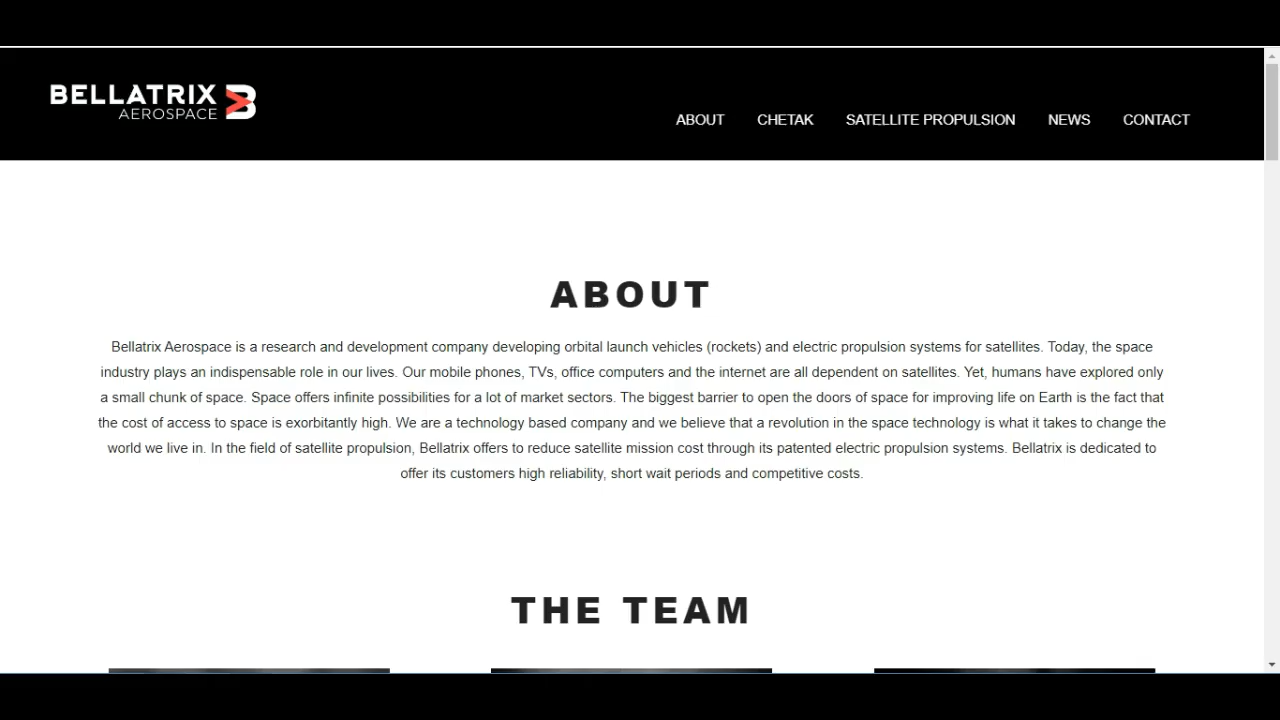 BELLATRIX
AEROSPACE
ABOUT CHETAK SATELLITE PROPULSION NEWS CONTACT
ABOUT
Bellatrix Aerospace is a research and development company developing orbital launch vehicles (rockets) and electric propulsion systems for satellites. Today, the space
industry plays an indispensable role in our lives. Our mobile phones, TVs, office computers and the internet are all dependent on satellites. Yet, humans have explored only
a small chunk of space. Space offers infinite possibilities for a lot of market sectors. The biggest barrier to open the doors of space for improving life on Earth is the fact that
the cost of access to space is exorbitantly high. We are a technology based company and we believe that a revolution in the space technology is what it takes to change the
world we live in. In the field of satellite propulsion, Bellatrix offers to reduce satellite mission cost through its patented electric propulsion systems. Bellatrix is dedicated to
offer its customers high reliability, short wait periods and competitive costs.
THE TEAM